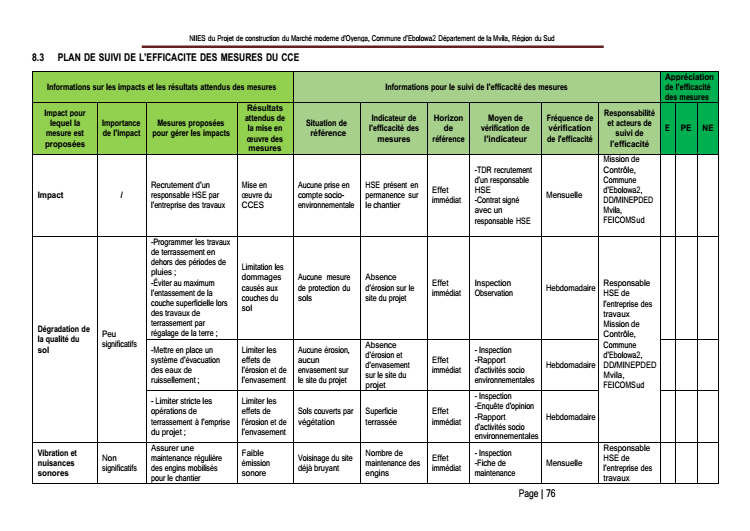 NIIES du Projet de construction du Marché moderne d'Oyenga, Commune d'Ebolowa2 Département de la Mvila, Région du Sud
8.3 PLAN DE SUIVI DE L'EFFICACITE DES MESURES DU CCE
Informations sur les impacts et les résultats attendus des mesures
Informations pour le suivi de l'efficacité des mesures
Appréciation
de l'efficacité
des mesures
Impact pour
lequel la
mesure est
proposées
Importance
de l'impact
Mesures proposées
pour gérer les impacts
Résultats
attendus de
la mise en
œuvre des
mesures
Situation de
référence
Indicateur de
l'efficacité des
mesures
Horizon
de
référence
Moyen de
vérification de
l'indicateur
Fréquence de
vérification
de l'efficacité
Responsabilité
et acteurs de
suivi de
l'efficacité
E
PE
NE
Impact
/
Recrutement d'un
responsable HSE par
l'entreprise des travaux
Mise en
œuvre du
CCES
Aucune prise en
compte socio-
environnementale
HSE présent en
permanence sur
le chantier
Effet
immédiat
-TDR recrutement
d'un responsable
HSE
-Contrat signé
avec un
responsable HSE
Mensuelle
Mission de
Contrôle,
Commune
d'Ebolowa2,
DD/MINEPDED
Mvila,
FEICOMSud
Dégradation de
la qualité du
sol
Peu
significatifs
-Programmer les travaux
de terrassement en
dehors des périodes de
pluies ;
-Éviter au maximum
l'entassement de la
couche superficielle lors
des travaux de
terrassement par
régalage de la terre ;
Limitation les
dommages
causés aux
couches du
sol
Aucune mesure
de protection du
sols
Absence
d'érosion sur le
site du projet
Effet
immédiat
Inspection
Observation
Hebdomadaire
Responsable
HSE de
l'entreprise des
travaux
Mission de
Contrôle,
Commune
d'Ebolowa2,
DD/MINEPDED
Mvila,
FEICOMSud
-Mettre en place un
système d'évacuation
des eaux de
ruissellement ;
Limiter les
effets de
l'érosion et de
l'envasement
Aucune érosion,
aucun
envasement sur
le site du projet
Absence
d'érosion et
d'envasement
sur le site du
projet
Effet
immédiat
- Inspection
-Rapport
d'activités socio
environnementales
Hebdomadaire
- Limiter stricte les
opérations de
terrassement à l'emprise
du projet ;
Limiter les
effets de
l'érosion et de
l'envasement
Sols couverts par
végétation
Superficie
terrassée
Effet
immédiat
- Inspection
-Enquête d'opinion
-Rapport
d'activités socio
environnementales
Hebdomadaire
Vibration et
nuisances
sonores
Non
significatifs
Assurer une
maintenance régulière
des engins mobilisés
pour le chantier
Faible
émission
sonore
Voisinage du site
déjà bruyant
Nombre de
maintenance des
engins
Effet
immédiat
- Inspection
-Fiche de
maintenance
Mensuelle
Responsable
HSE de
l'entreprise des
travaux
Page | 76